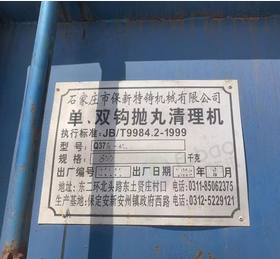 石家庄市保新特铸机械有限公司
单、双钩抛丸清理机
执行标准:JB/T9984.2-1999
型号: Q37
规格: 千克
出厂编号 出厂日期 年 月
地址:东二环北头路东土贤庄村口 电话:0311-85062375
生产基地:保定安新安州镇政府西路 电话:0312-5229121